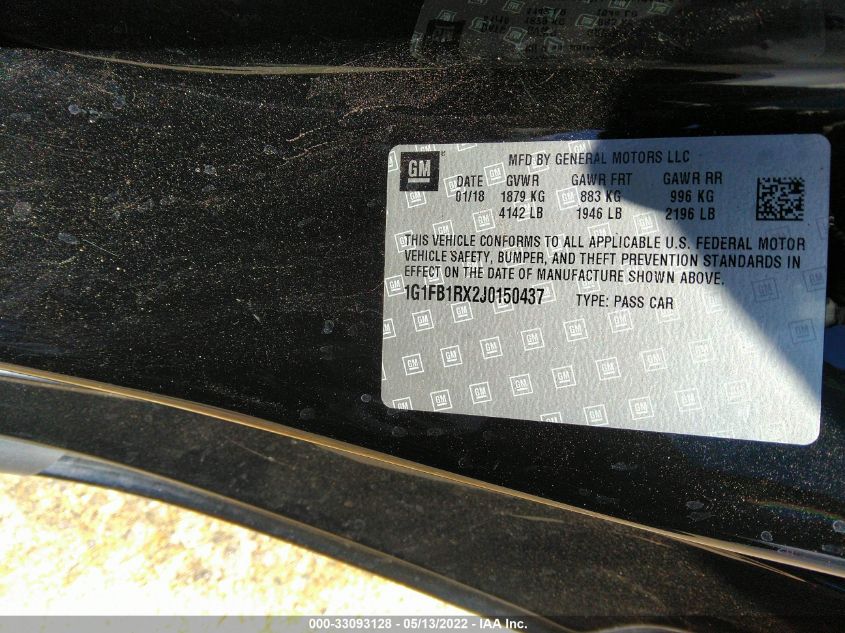 GM
MFD BY GENERAL MOTORS LLC
DATE GVWR GAWR FRT GAWR RR
01/18 1879 KG 883 KG 996 KG
4142 LB 1946 LB 2196 LB
THIS VEHICLE CONFORMS TO ALL APPLICABLE U.S. FEDERAL MOTOR
VEHICLE SAFETY, BUMPER, AND THEFT PREVENTION STANDARDS IN
EFFECT ON THE DATE OF MANUFACTURE SHOWN ABOVE.
1G1FB1RX2J0150437 TYPE: PASS CAR
000-33093128 - 05/13/2022 - IAA Inc.